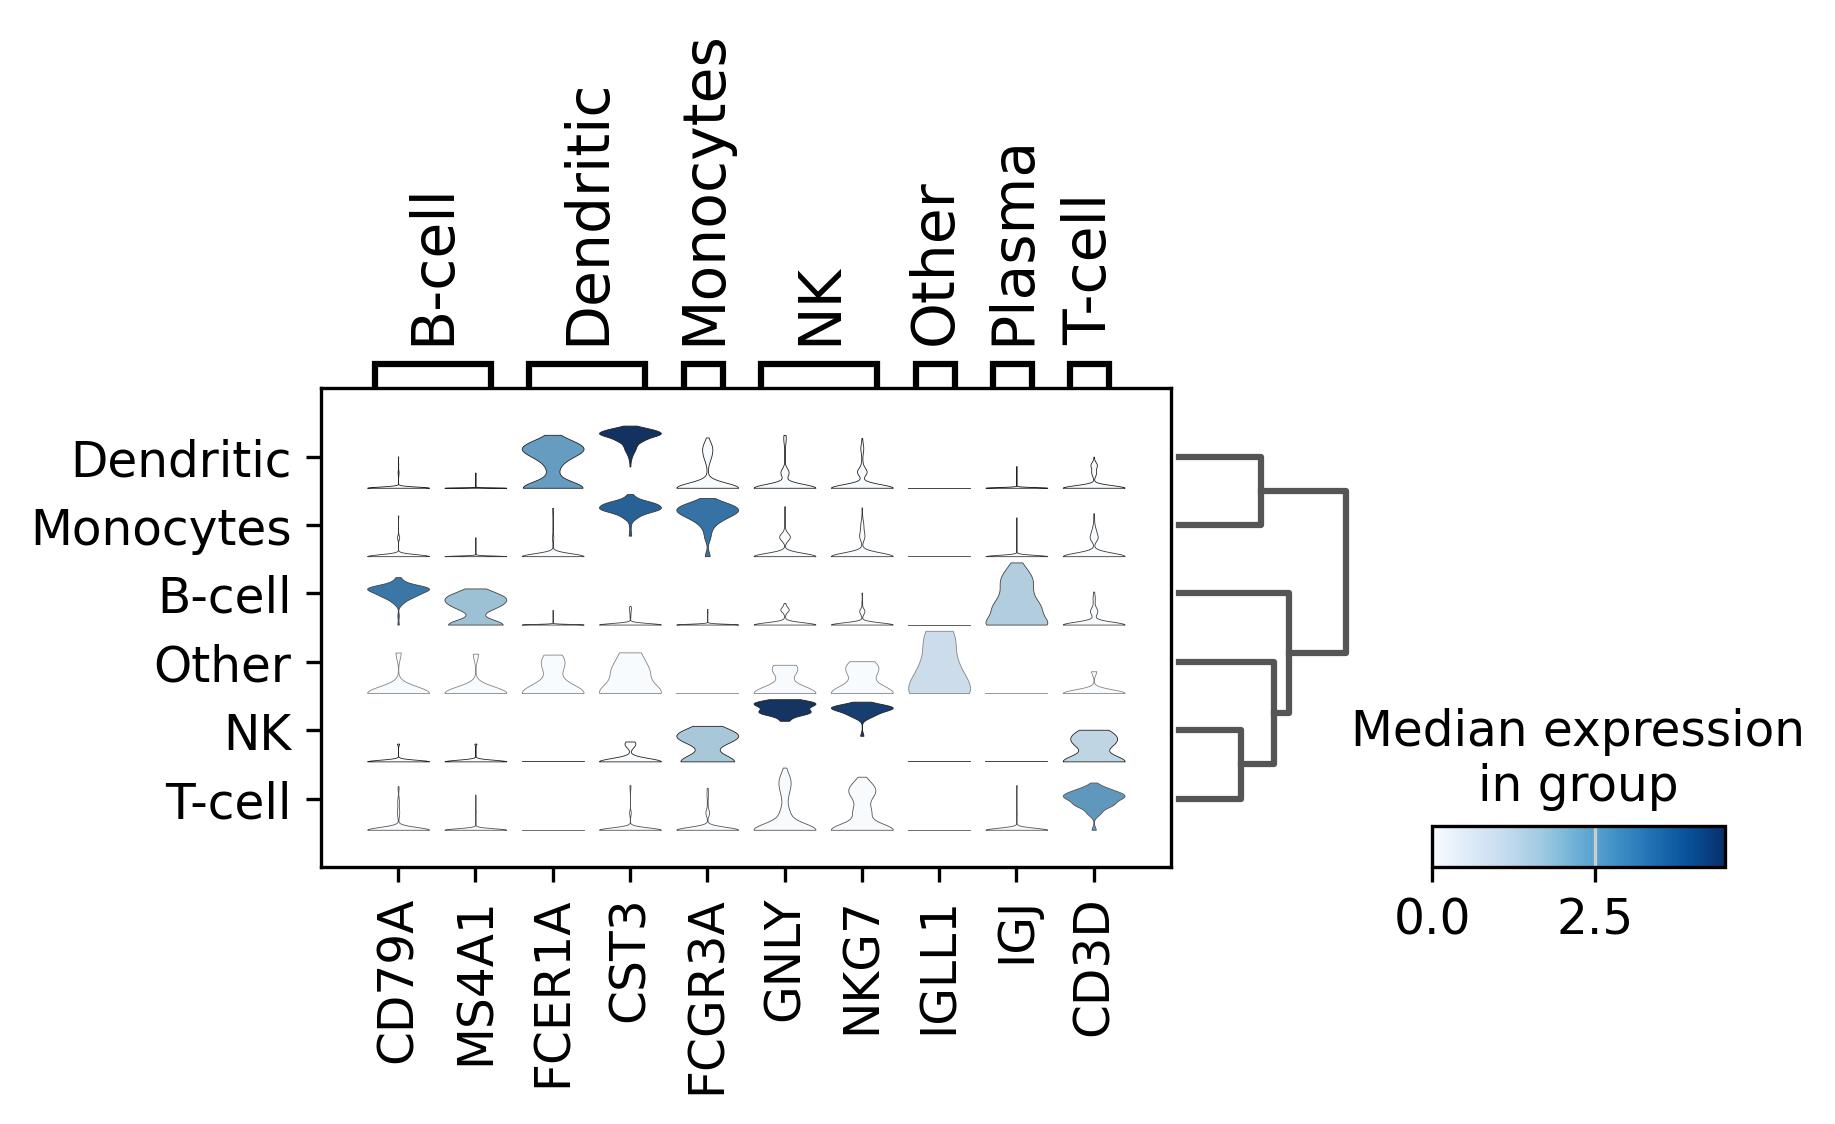 B-cell
Dendritic
Monocytes
NK
Other
Plasma
T-cell
Dendritic
Monocytes
B-cell
Other
NK
T-cell
CD79A
MS4A1
FCER1A
CST3
FCGR3A
GNLY
NKG7
IGLL1
IGJ
CD3D
Median expression
in group
0.0
2.5